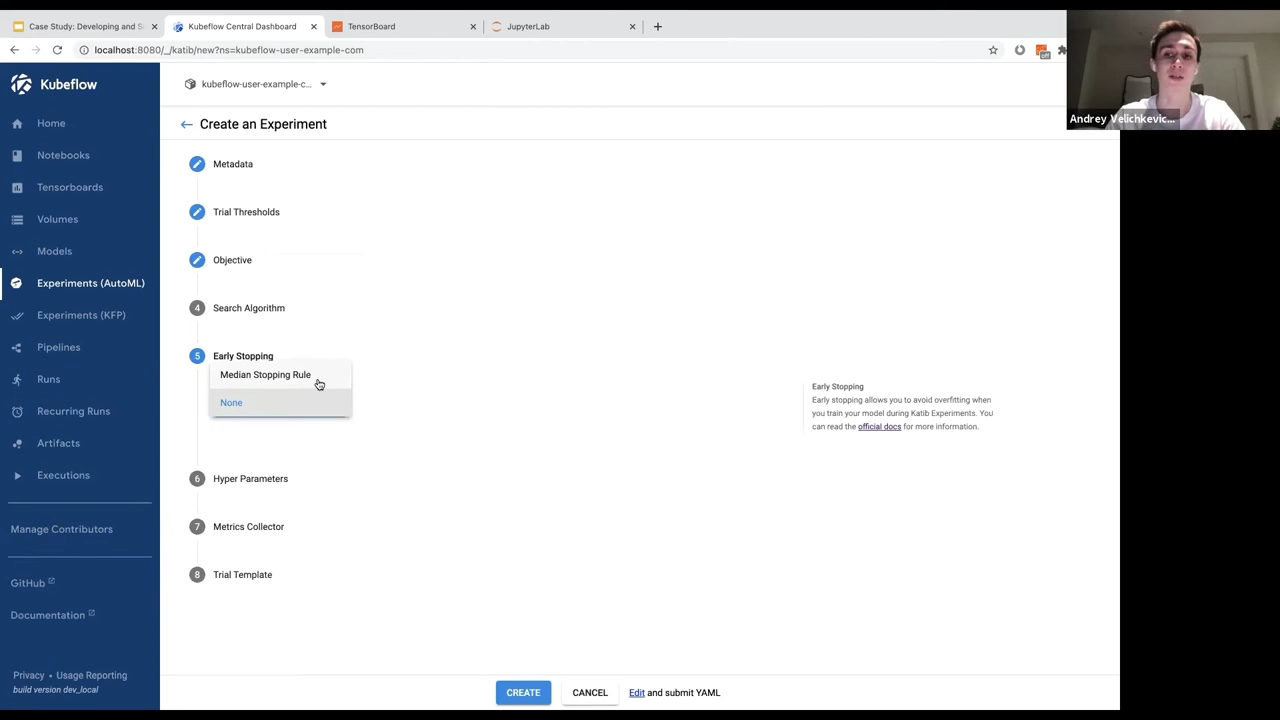 Case Study: Developing and S
Kubeflow Central Dashboard
TensorBoard
JupyterLab
localhost:8080/_/katib/new?ns=kubeflow-user-example-com
off
Andrey Velichkevic...
Kubeflow
Home
Notebooks
Tensorboards
Volumes
Models
Experiments (AutoML)
Experiments (KFP)
Pipelines
Runs
Recurring Runs
Artifacts
Executions
Manage Contributors
GitHub
Documentation
Privacy • Usage Reporting
build version dev_local
kubeflow-user-example-c...
Create an Experiment
Metadata
Trial Thresholds
Objective
4 Search Algorithm
5 Early Stopping
Median Stopping Rule
None
6 Hyper Parameters
7 Metrics Collector
8 Trial Template
Early Stopping
Early stopping allows you to avoid overfitting when
you train your model during Katib Experiments. You
can read the official docs for more information.
CREATE
CANCEL
Edit and submit YAML